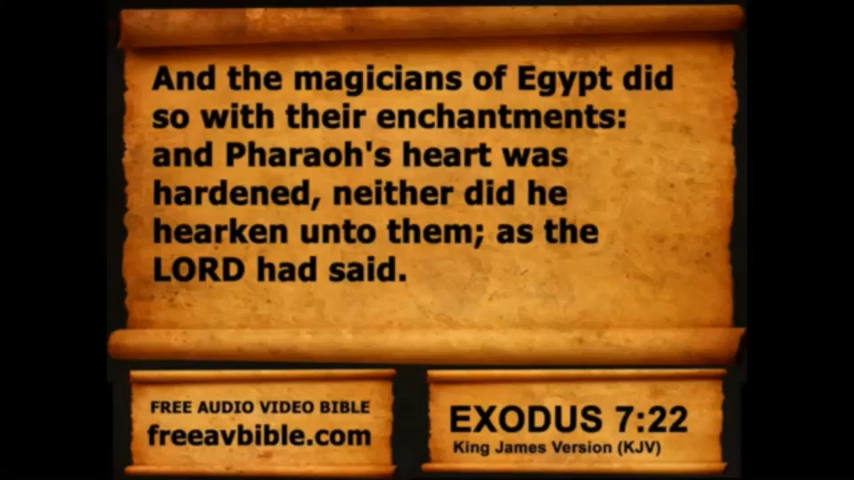 And the magicians of Egypt did
so with their enchantments:
and Pharaoh's heart was
hardened, neither did he
hearken unto them; as the
LORD had said.
FREE AUDIO VIDEO BIBLE
freeavbible.com
EXODUS 7:22
King James Version (KJV)